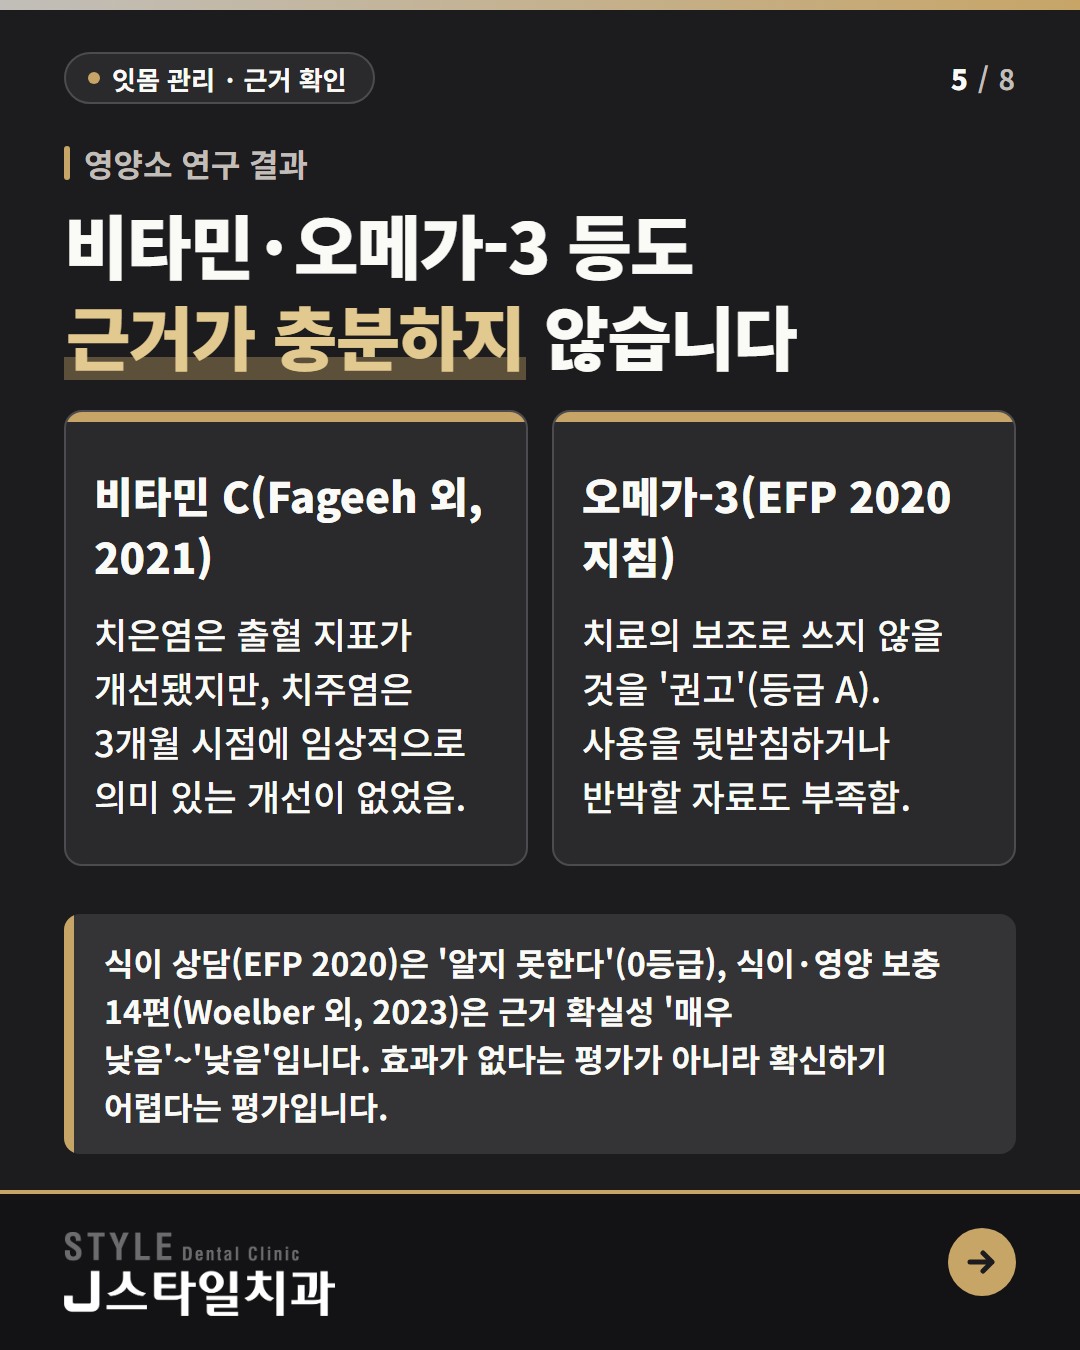 잇몸 관리 · 근거 확인
5 / 8
영양소 연구 결과
비타민·오메가-3 등도
근거가 충분하지 않습니다
비타민 C(Fageeh 외,
2021)
치은염은 출혈 지표가
개선됐지만, 치주염은
3개월 시점에 임상적으로
의미 있는 개선이 없었음.
오메가-3(EFP 2020
지침)
치료의 보조로 쓰지 않을
것을 '권고'(등급 A).
사용을 뒷받침하거나
반박할 자료도 부족함.
식이 상담(EFP 2020)은 '알지 못한다'(0등급), 식이·영양 보충
14편(Woelber 외, 2023)은 근거 확실성 '매우
낮음'~'낮음'입니다. 효과가 없다는 평가가 아니라 확신하기
어렵다는 평가입니다.
STYLE Dental Clinic
J스타일치과